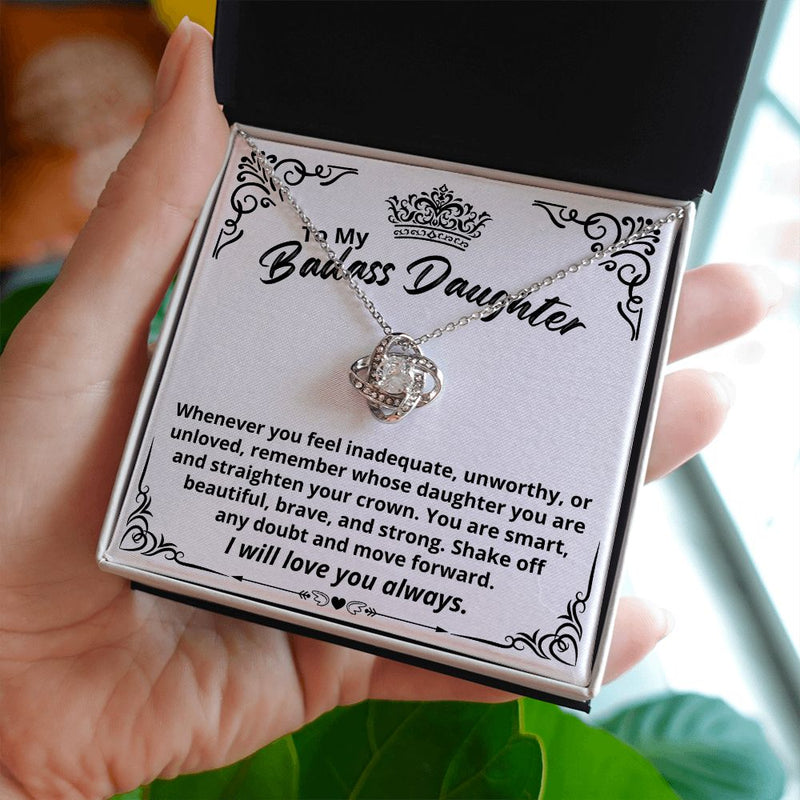 To My
Badass Daughter
Whenever you feel inadequate, unworthy, or
unloved, remember whose daughter you are
and straighten your crown. You are smart,
beautiful, brave, and strong. Shake off
any doubt and move forward.
I will love you always.